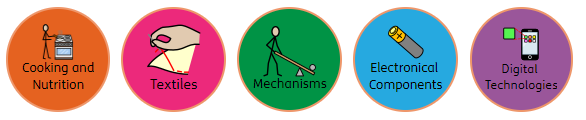 Cooking and
Nutrition
Textiles
Mechanisms
Electronical
Components
Digital
Technologies